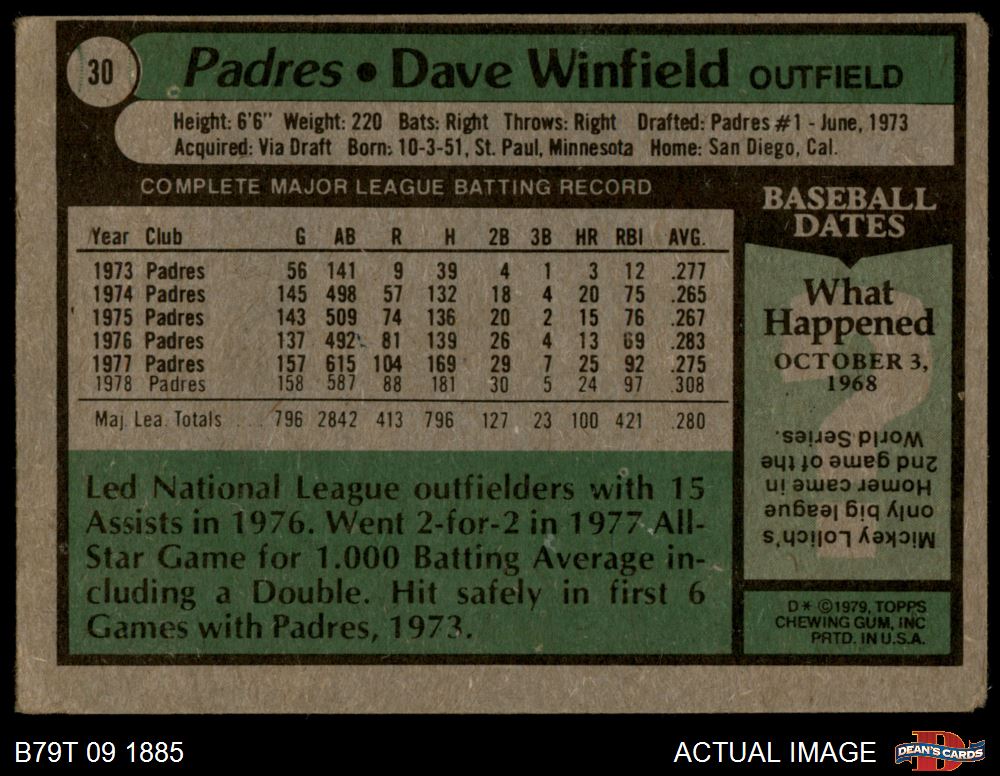 30
Padres • Dave Winfield OUTFIELD
Height: 6'6" Weight: 220 Bats: Right Throws: Right Drafted: Padres #1 - June, 1973
Acquired: Via Draft Born: 10-3-51, St. Paul, Minnesota Home: San Diego, Cal.
COMPLETE MAJOR LEAGUE BATTING RECORD
Year Club G AB R H 2B 3B HR RBI AVG.
1973 Padres 56 141 9 39 4 1 3 12 .277
1974 Padres 145 498 57 132 18 4 20 75 .265
1975 Padres 143 509 74 136 20 2 15 76 .267
1976 Padres 137 492 81 139 26 4 13 69 .283
1977 Padres 157 615 104 169 29 7 25 92 .275
1978 Padres 158 587 88 181 30 5 24 97 .308
Maj. Lea. Totals 796 2842 413 796 127 23 100 421 .280
Led National League outfielders with 15
Assists in 1976. Went 2-for-2 in 1977 All-
Star Game for 1.000 Batting Average in-
cluding a Double. Hit safely in first 6
Games with Padres, 1973.
BASEBALL
DATES
What
Happened
OCTOBER 3,
1968
?
Mickey Lolich's
only big league
Homer came in
2nd game of the
World Series.
D* ©1979, TOPPS
CHEWING GUM, INC
PRTD. IN U.S.A.
B79T 09 1885
ACTUAL IMAGE
DEAN'S CARDS